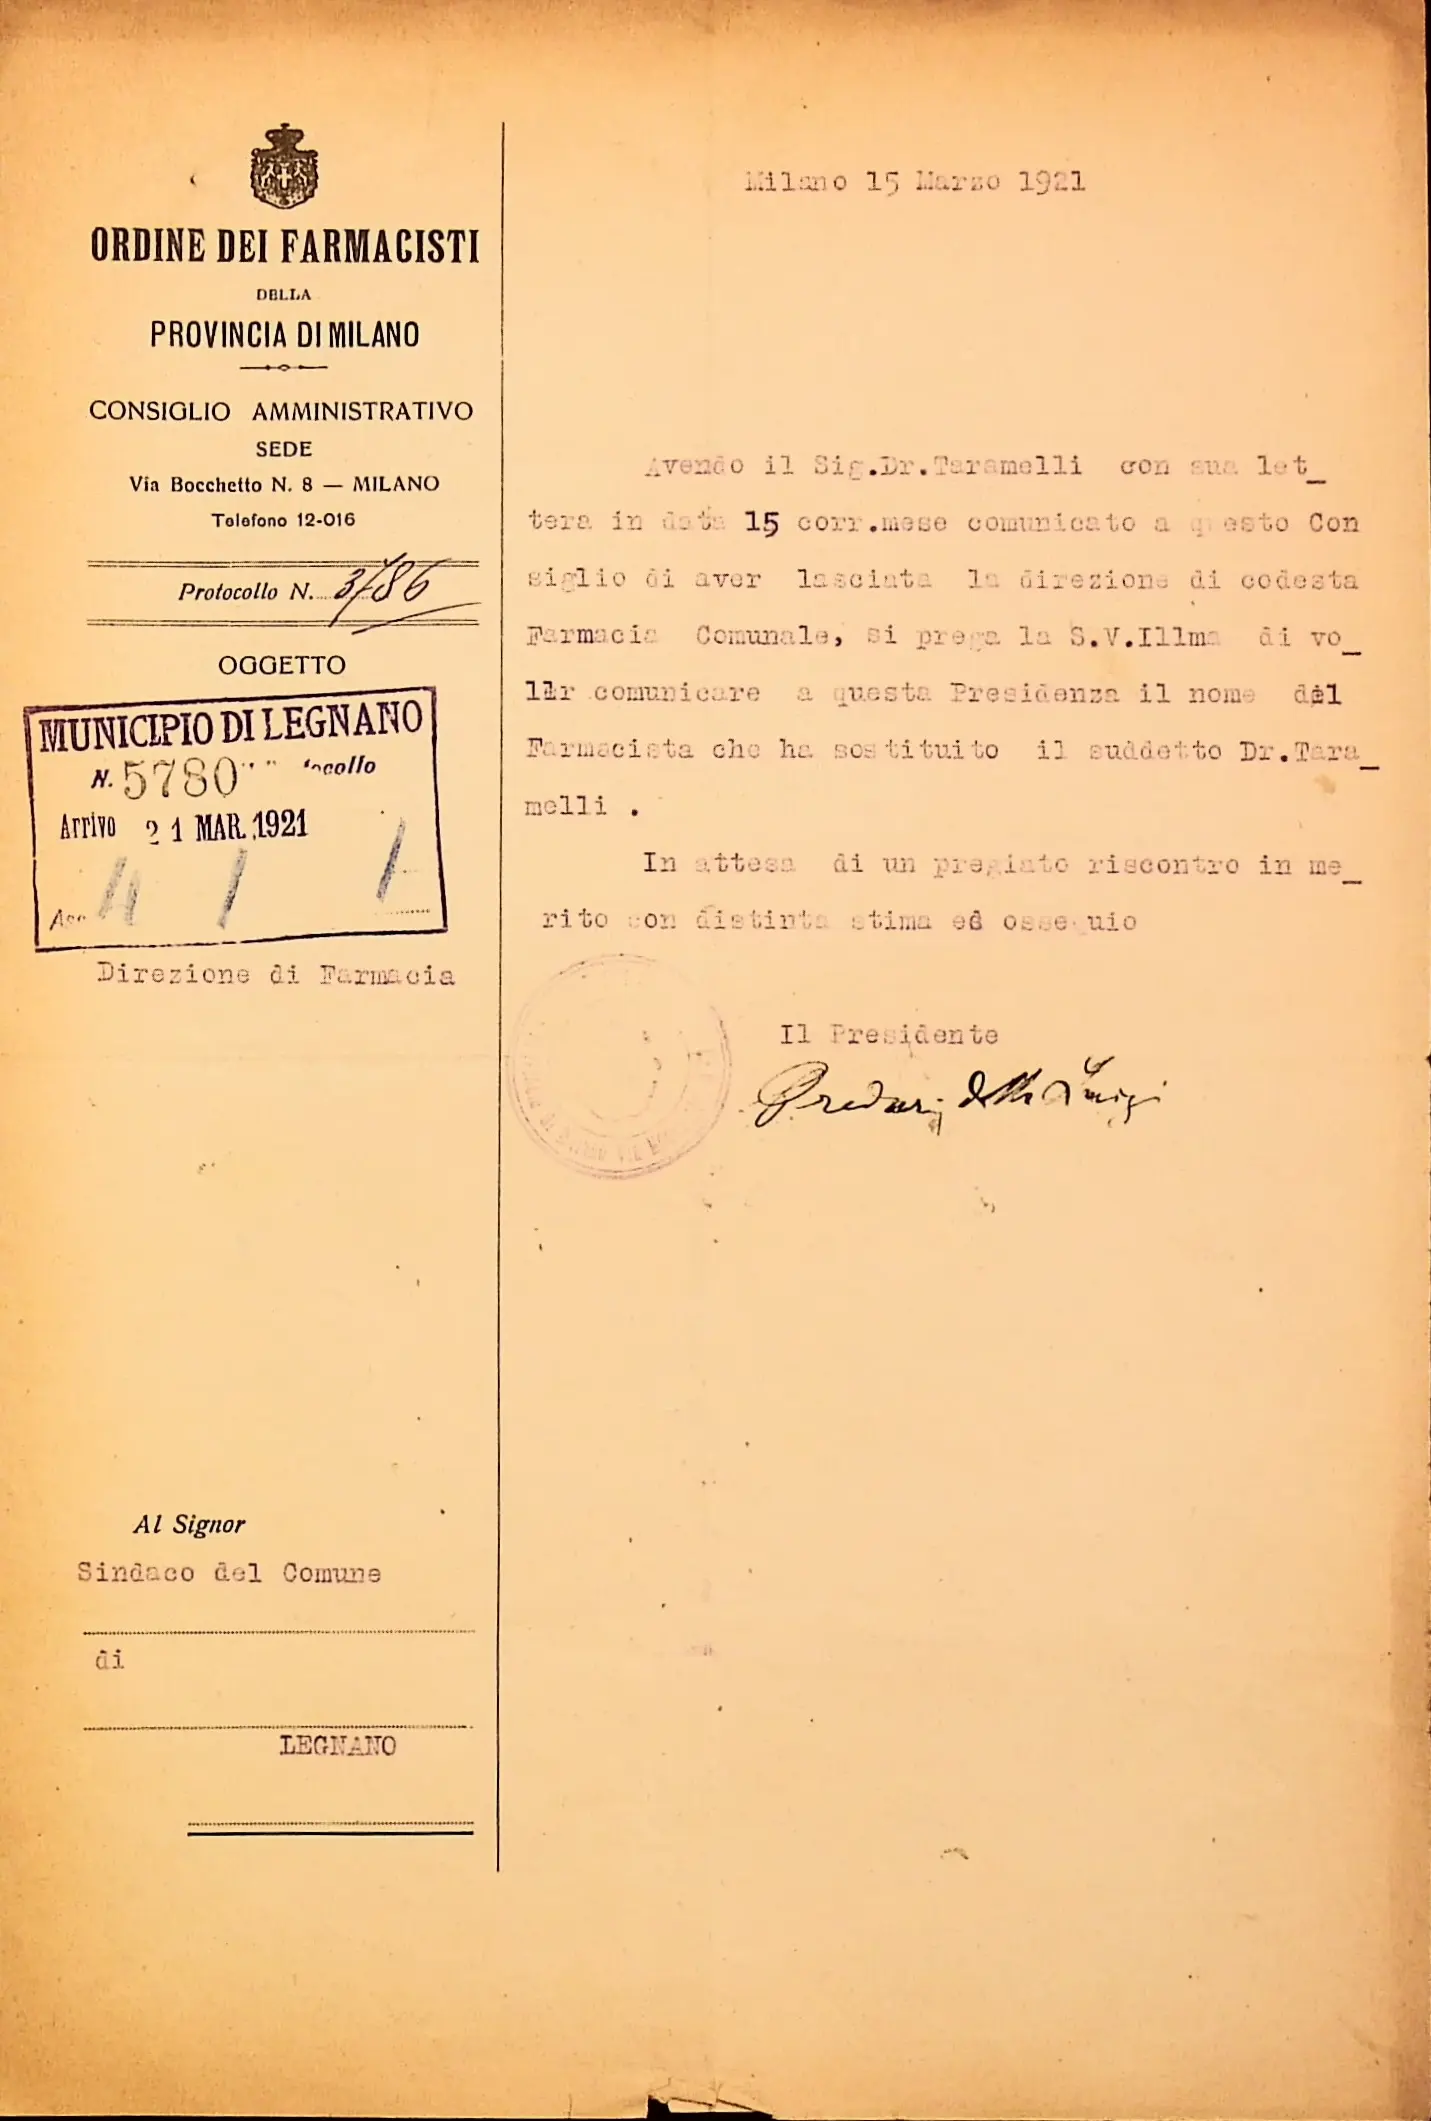 ORDINE DEI FARMACISTI
DELLA
PROVINCIA DI MILANO
CONSIGLIO AMMINISTRATIVO
SEDE
Via Bocchetto N. 8 — MILANO
Telefono 12-016
Protocollo N. 3786
OGGETTO
MUNICIPIO DI LEGNANO
N. 5780
Arrivo 21 MAR. 1921
Direzione di Farmacia
Al Signor
Sindaco del Comune
di
LEGNANO
Milano 15 Marzo 1921
Avendo il Sig.Dr.Taramelli con sua let_
tera in data 15 corr.mese comunicato a questo Con
siglio di aver lasciata la direzione di codesta
Farmacia Comunale, si prega la S.V.Illma di vo_
ler comunicare a questa Presidenza il nome del
Farmacista che ha sostituito il suddetto Dr.Tara_
melli .
In attesa di un pregiato riscontro in me_
rito con distinta stima ed ossequio
Il Presidente